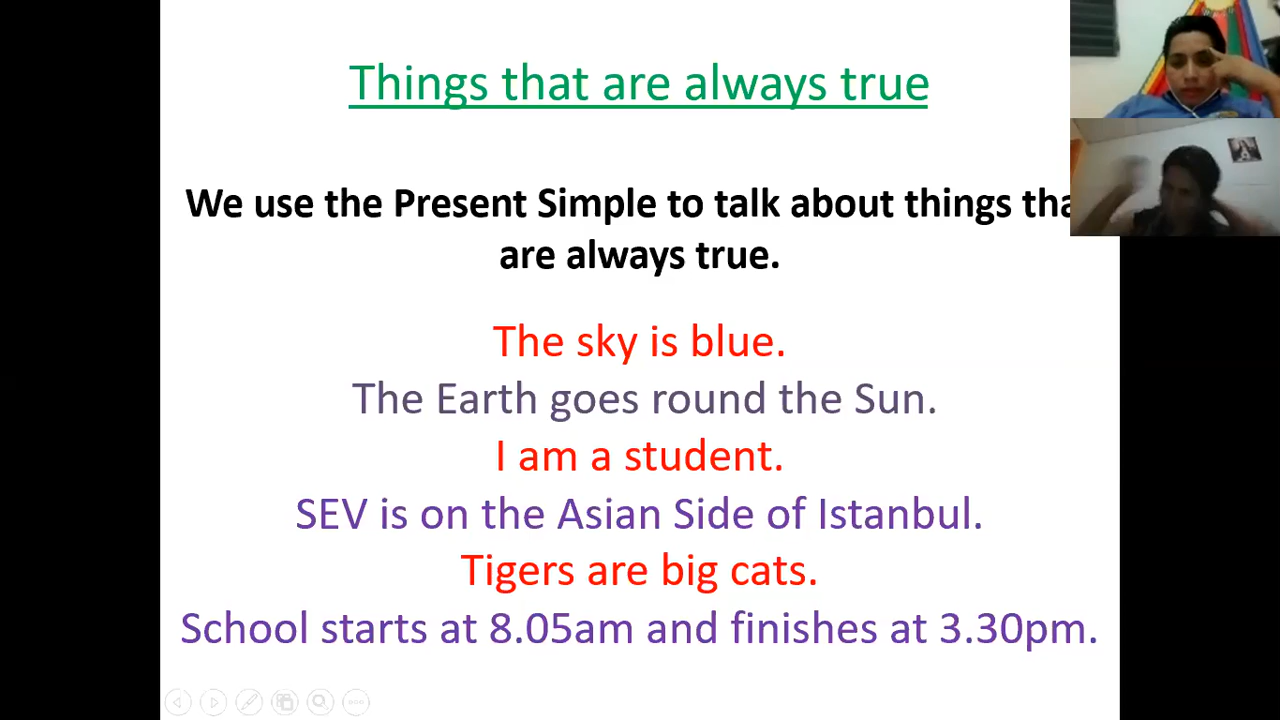 Things that are always true
We use the Present Simple to talk about things tha
are always true.
The sky is blue.
The Earth goes round the Sun.
I am a student.
SEV is on the Asian Side of Istanbul.
Tigers are big cats.
School starts at 8.05am and finishes at 3.30pm.